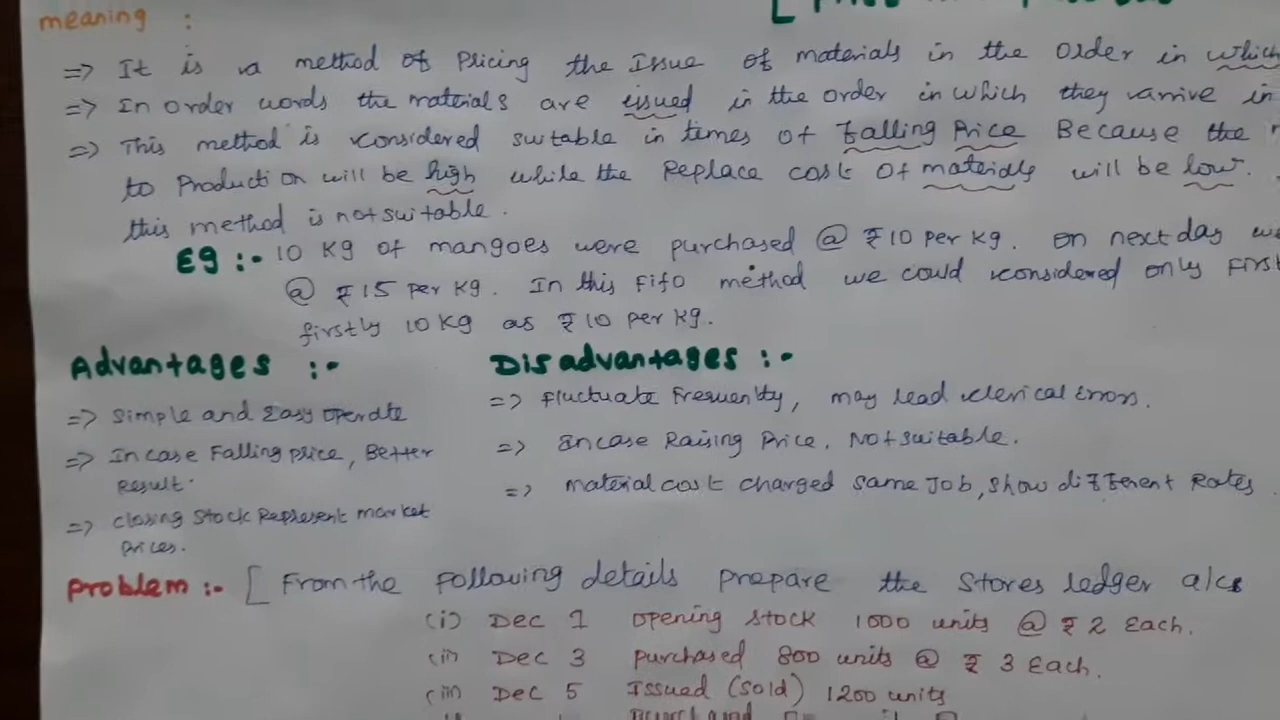 meaning :
=> It is a method of Pricing the Issue of materials in the Order in which
=> In order words the materials are issued in the order in which they arrive in
=> This method is considered suitable in times of Falling Price Because the
to Production will be high while the Replace cost of materials will be low.
this method is not suitable.
Eg :- 10 Kg of mangoes were purchased @ ₹10 per kg. on next day we
@ ₹15 per kg. In this Fifo method we could considered only First
firstly 10 kg as ₹10 per kg.
Advantages :-
=> Simple and Easy operate
=> In case Falling price, Better
Result.
=> closing stock Represent market
prices.
Disadvantages :-
=> Fluctuate Frequently, may lead clerical Errors.
=> Incase Raising Price. Not suitable.
=> material cost charged same Job, show different Rates
Problem :- [ From the following details prepare the Stores ledger a/cs
(i) Dec 1 opening stock 1000 units @ ₹2 Each.
(ii) Dec 3 purchased 800 units @ ₹ 3 Each.
(iii) Dec 5 Issued (sold) 1200 units